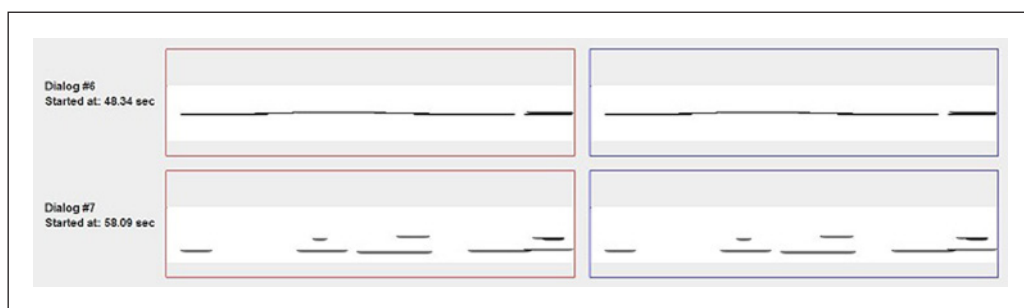 Dialog #6
Started at: 48.34 sec
Dialog #7
Started at: 58.09 sec